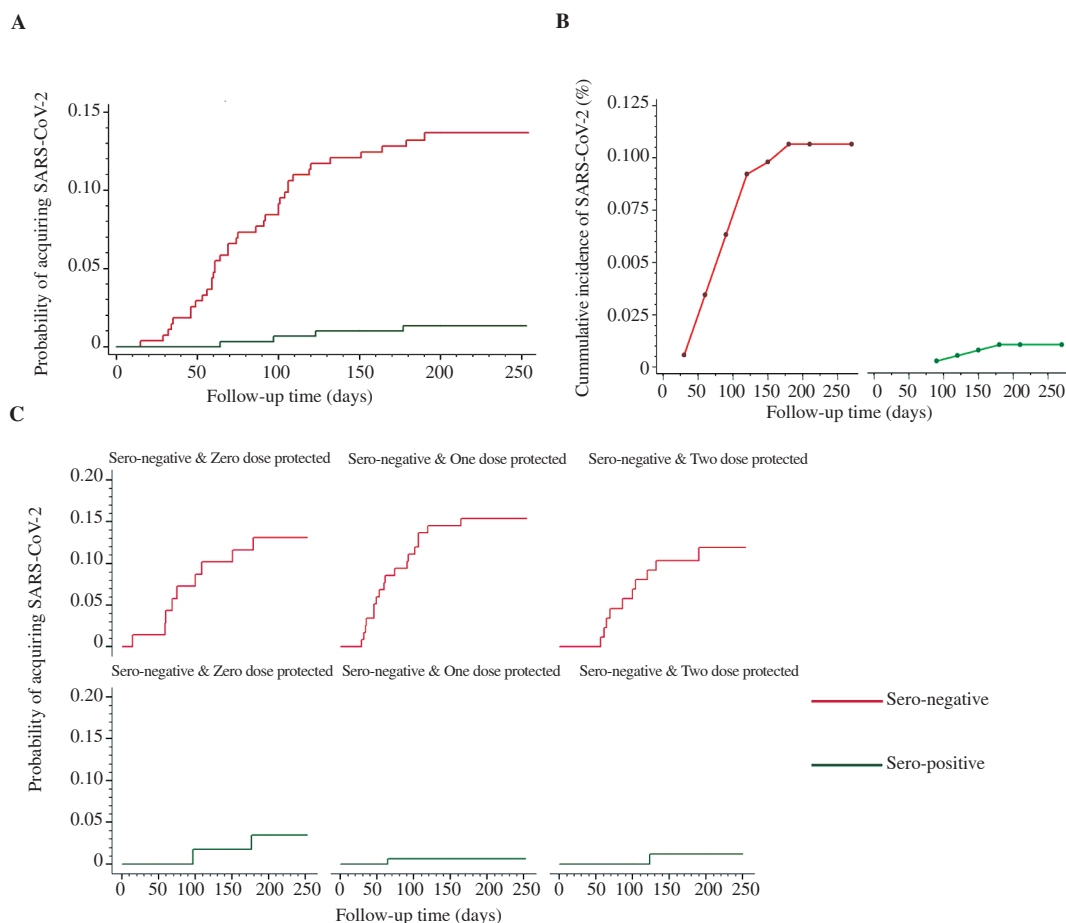 A
B
Probability of acquiring SARS-CoV-2
0.15
0.10
0.05
0
0 50 100 150 200 250
Follow-up time (days)
Cummulative incidence of SARS-CoV-2 (%)
0.125
0.100
0.075
0.005
0.025
0
0 50 100 150 200 250
0 50 100 150 200 250
Follow-up time (days)
C
Probability of acquiring SARS-CoV-2
Sero-negative & Zero dose protected
Sero-negative & One dose protected
Sero-negative & Two dose protected
0.20
0.15
0.10
0.05
0
Sero-negative & Zero dose protected
Sero-negative & One dose protected
Sero-negative & Two dose protected
0.20
0.15
0.10
0.05
0
0 50 100 150 200 250
0 50 100 150 200 250
0 50 100 150 200 250
Follow-up time (days)
Sero-negative
Sero-positive